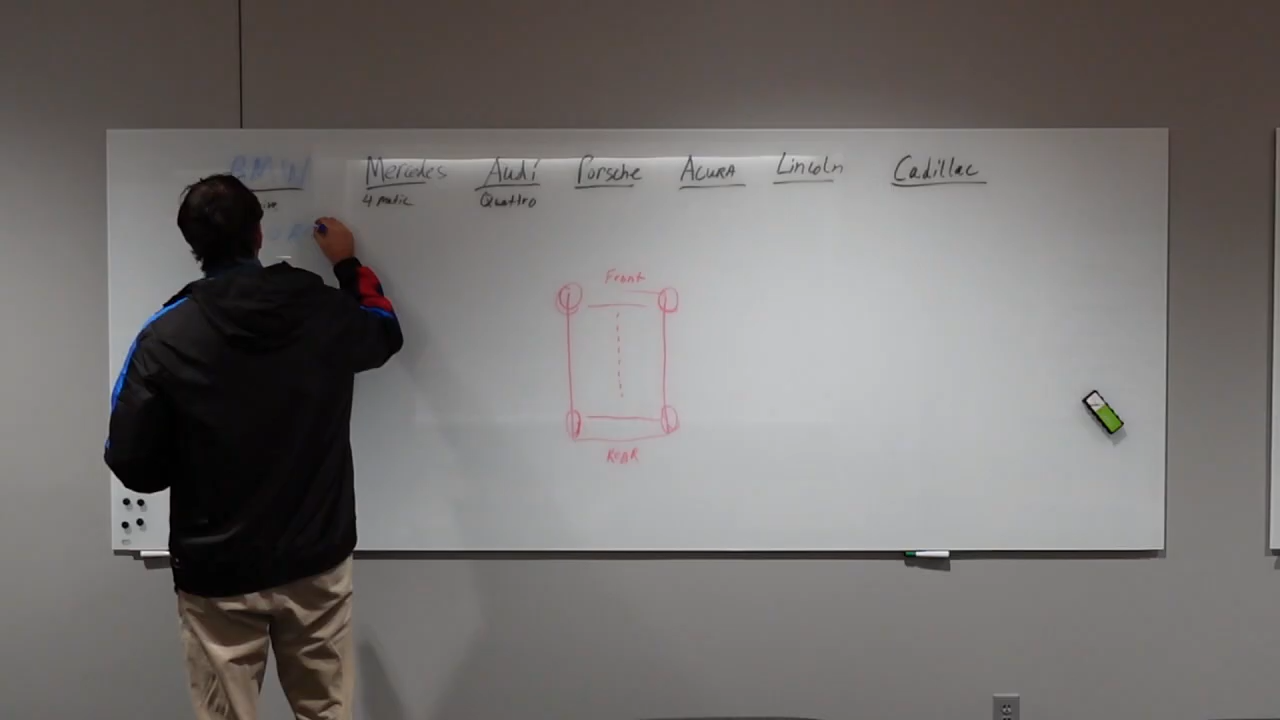 BMW Mercedes Audi Porsche Acura Lincoln Cadillac
4 matic Quattro
Front
REAR